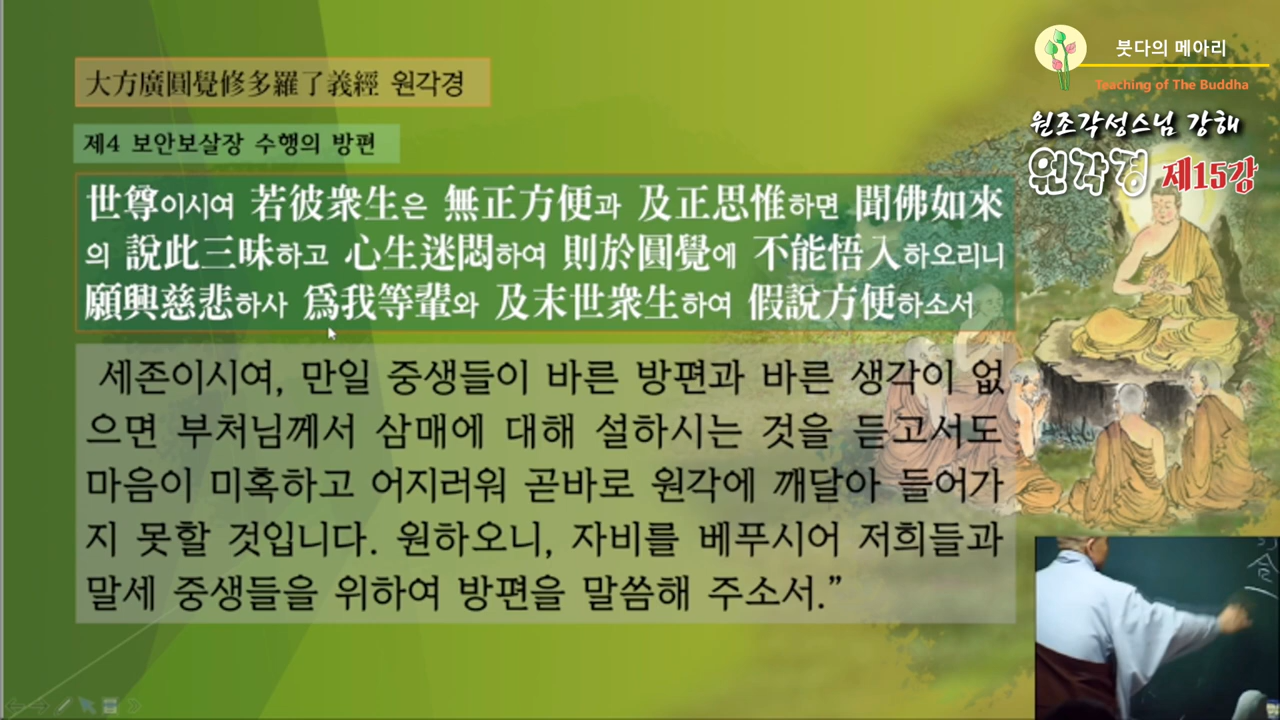 大方廣圓覺修多羅了義經 원각경
제4 보안보살장 수행의 방편
世尊이시여 若彼衆生은 無正方便과 及正思惟하면 聞佛如來
의 說此三昧하고 心生迷悶하여 則於圓覺에 不能悟入하오리니
願興慈悲하사 爲我等輩와 及末世衆生하여 假說方便하소서
세존이시여, 만일 중생들이 바른 방편과 바른 생각이 없
으면 부처님께서 삼매에 대해 설하시는 것을 듣고서도
마음이 미혹하고 어지러워 곧바로 원각에 깨달아 들어가
지 못할 것입니다. 원하오니, 자비를 베푸시어 저희들과
말세 중생들을 위하여 방편을 말씀해 주소서.”
붓다의 메아리
Teaching of The Buddha
원조각성스님 강해
원각경 제15강